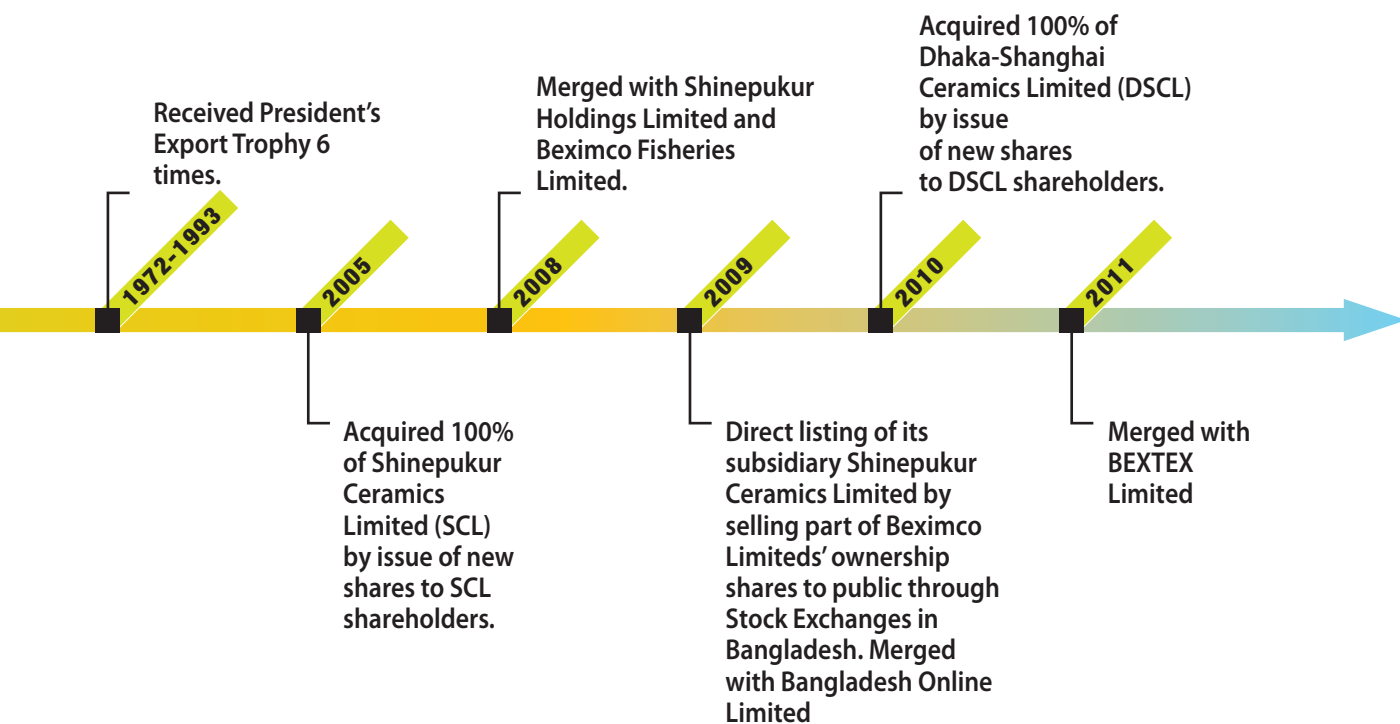 Received President’s
Export Trophy 6
times.
1972-1993
2005
Acquired 100%
of Shinepukur
Ceramics
Limited (SCL)
by issue of new
shares to SCL
shareholders.
Merged with Shinepukur
Holdings Limited and
Beximco Fisheries
Limited.
2008
2009
Direct listing of its
subsidiary Shinepukur
Ceramics Limited by
selling part of Beximco
Limiteds’ ownership
shares to public through
Stock Exchanges in
Bangladesh. Merged
with Bangladesh Online
Limited
Acquired 100% of
Dhaka-Shanghai
Ceramics Limited (DSCL)
by issue
of new shares
to DSCL shareholders.
2010
2011
Merged with
BEXTEX
Limited